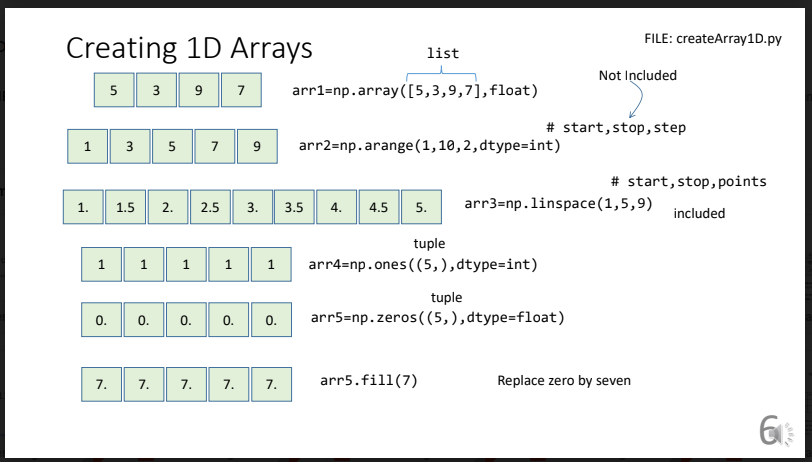 Creating 1D Arrays
FILE: createArray1D.py
list
5 3 9 7
arr1=np.array([5,3,9,7],float)
Not Included
# start,stop,step
1 3 5 7 9
arr2=np.arange(1,10,2,dtype=int)
# start,stop,points
1. 1.5 2. 2.5 3. 3.5 4. 4.5 5.
arr3=np.linspace(1,5,9)
included
tuple
1 1 1 1 1
arr4=np.ones((5,),dtype=int)
tuple
0. 0. 0. 0. 0.
arr5=np.zeros((5,),dtype=float)
7. 7. 7. 7. 7.
arr5.fill(7)
Replace zero by seven
6